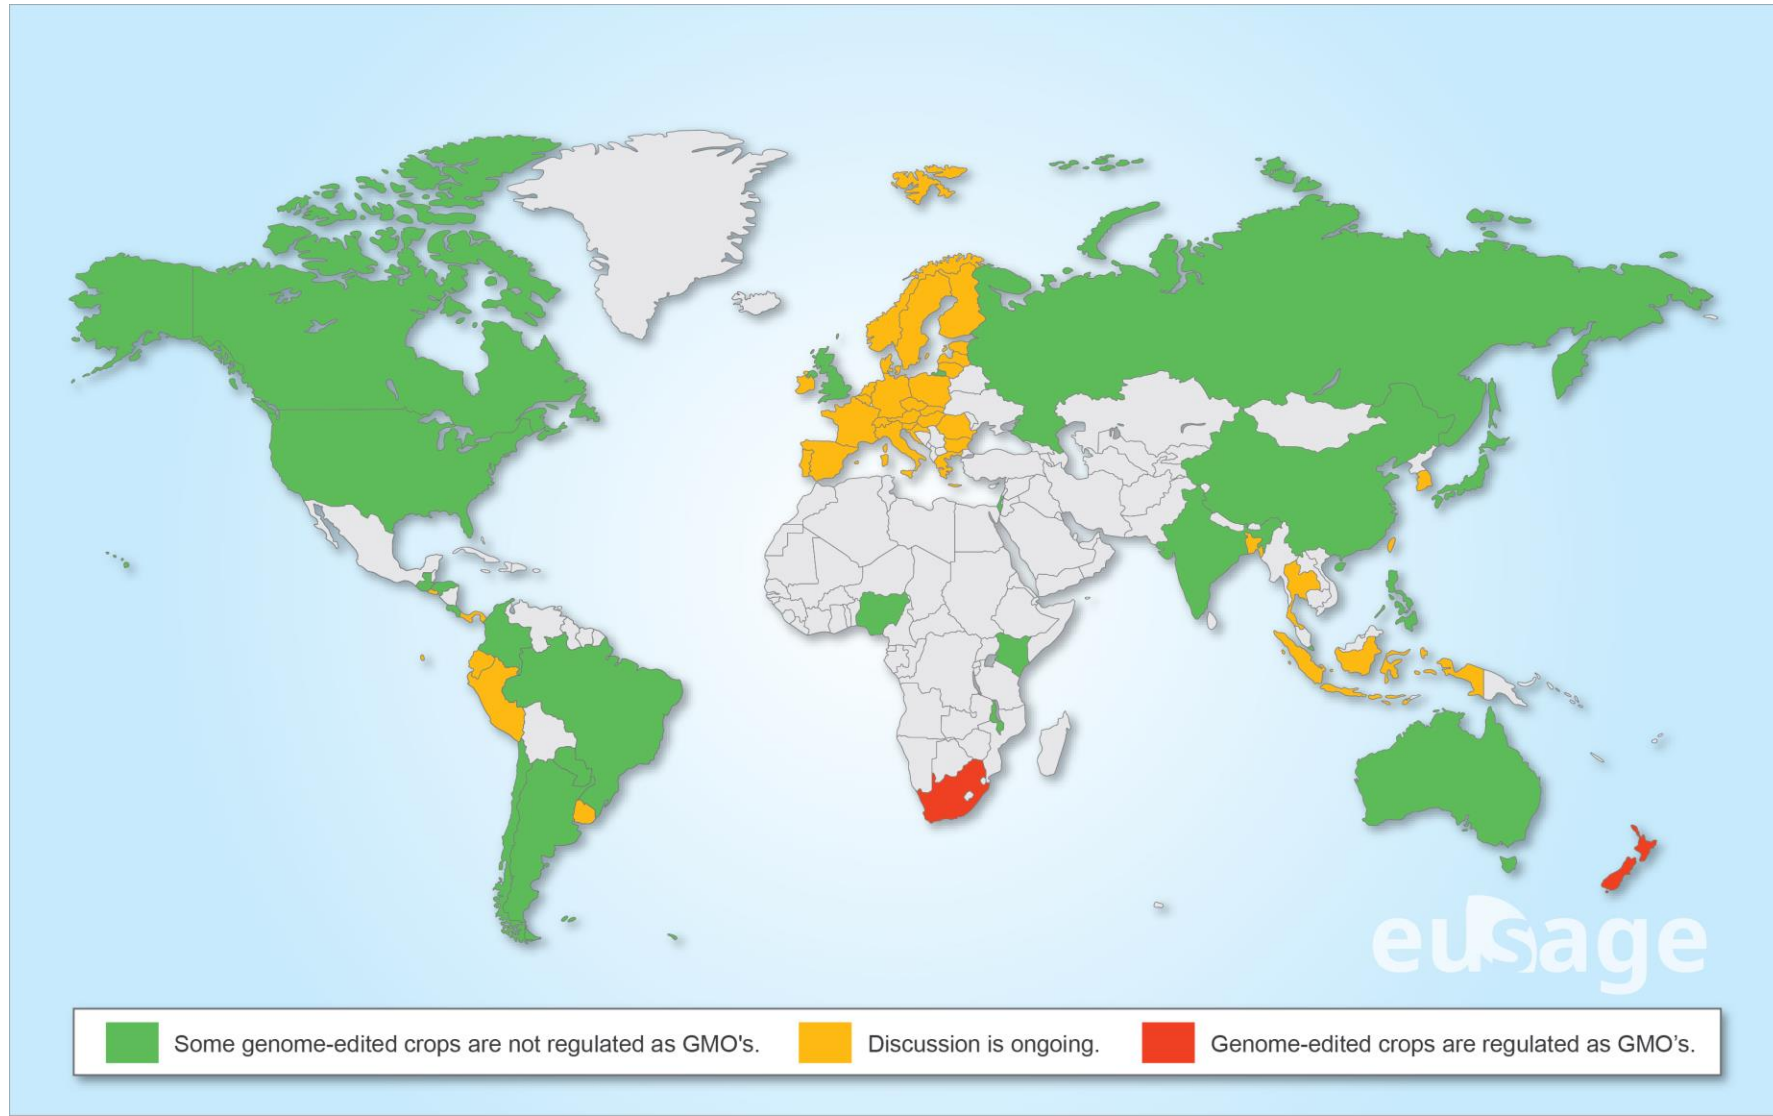 eusage
Some genome-edited crops are not regulated as GMO's.
Discussion is ongoing.
Genome-edited crops are regulated as GMO’s.